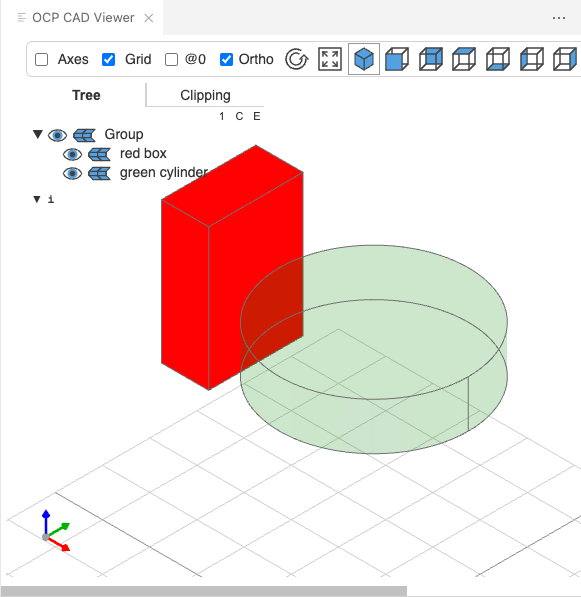 OCP CAD Viewer
Axes Grid @0 Ortho
Tree Clipping
1 C E
Group
red box
green cylinder
i